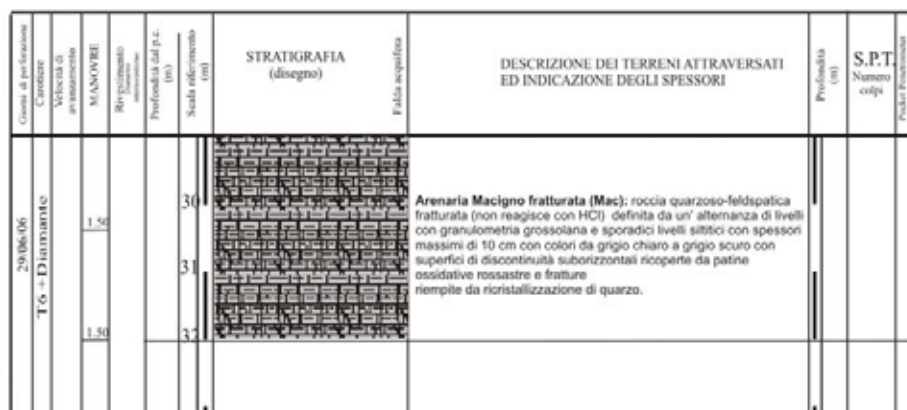 Giorni di perforazione
Carotiere
Velocità di
avanzamento
MANOVRE
Rivestimento
Profondità dal p.c.
(m)
Scala riferimento
(m)
STRATIGRAFIA
(disegno)
Falda acquifera
DESCRIZIONE DEI TERRENI ATTRAVERSATI
ED INDICAZIONE DEGLI SPESSORI
Profondità
(m)
S.P.T.
Numero
colpi
Pocket Penetrometer
29/06/06
T6 + Diamante
1.50
1.50
30
31
32
Arenaria Macigno fratturata (Mac): roccia quarzoso-feldspatica
fratturata (non reagisce con HCl) definita da un' alternanza di livelli
con granulometria grossolana e sporadici livelli siltitici con spessori
massimi di 10 cm con colori da grigio chiaro a grigio scuro con
superfici di discontinuità suborizzontali ricoperte da patine
ossidative rossastre e fratture
riempite da ricristallizzazione di quarzo.